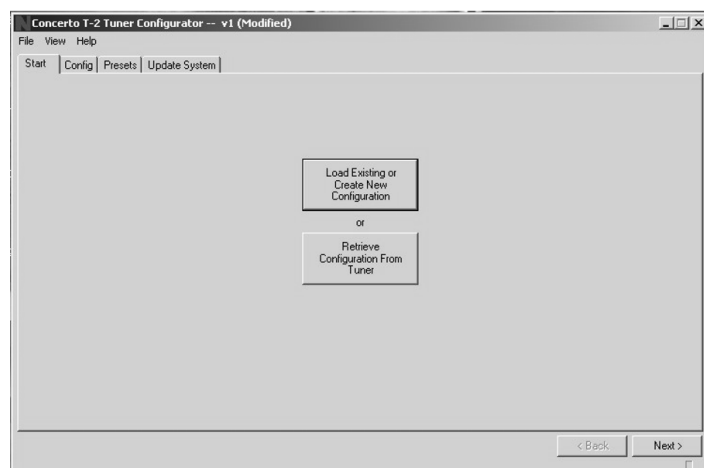 Concerto T-2 Tuner Configurator -- v1 (Modified)
File View Help
Start Config Presets Update System
Load Existing or
Create New
Configuration
or
Retrieve
Configuration From
Tuner
< Back Next >